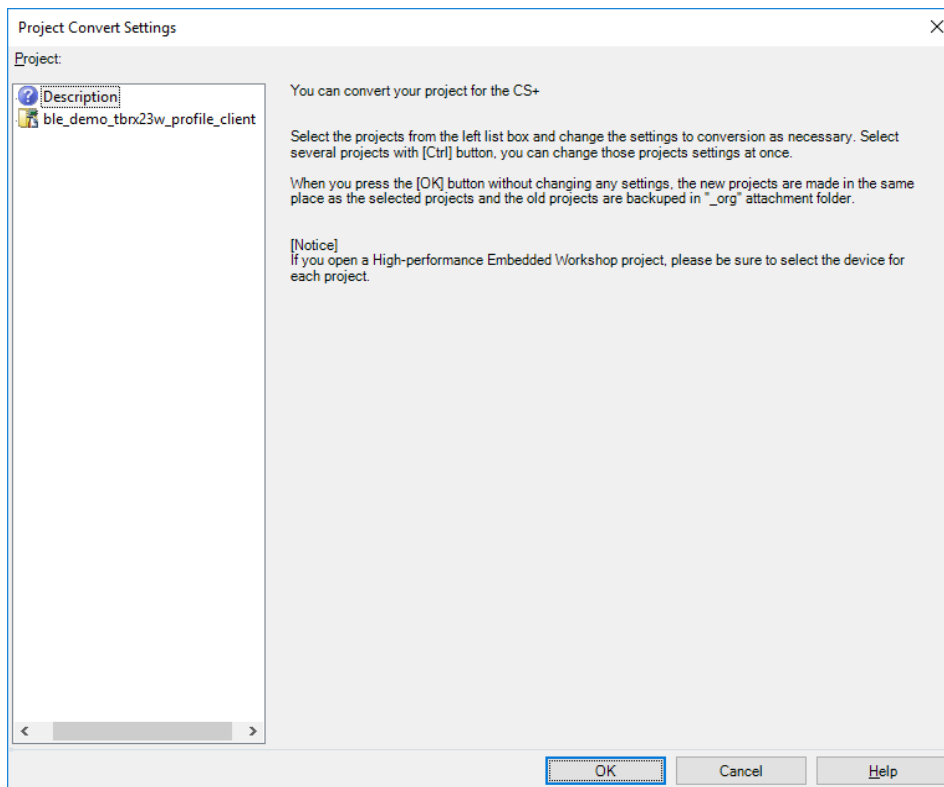 Project Convert Settings
Project:
Description
ble_demo_tbrx23w_profile_client
You can convert your project for the CS+
Select the projects from the left list box and change the settings to conversion as necessary. Select
several projects with [Ctrl] button, you can change those projects settings at once.
When you press the [OK] button without changing any settings, the new projects are made in the same
place as the selected projects and the old projects are backuped in "_org" attachment folder.
[Notice]
If you open a High-performance Embedded Workshop project, please be sure to select the device for
each project.
OK
Cancel
Help